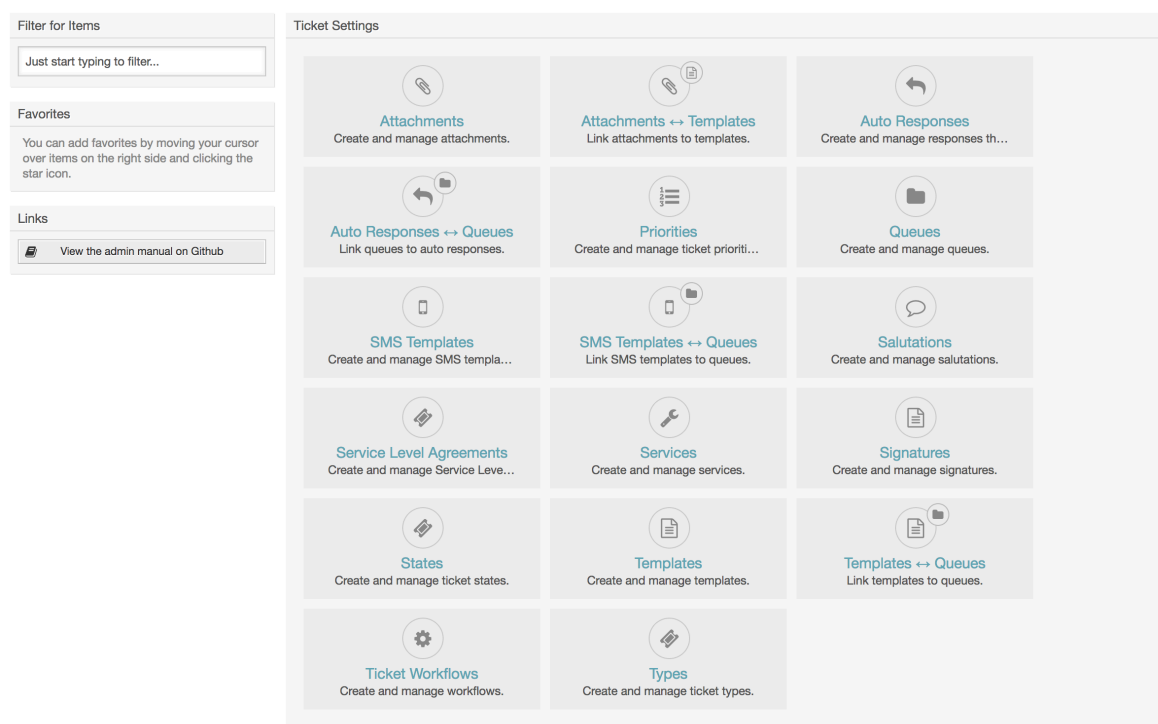 Filter for Items
Just start typing to filter...
Favorites
You can add favorites by moving your cursor
over items on the right side and clicking the
star icon.
Links
View the admin manual on Github
Ticket Settings
Attachments
Create and manage attachments.
Attachments ↔ Templates
Link attachments to templates.
Auto Responses
Create and manage responses th…
Auto Responses ↔ Queues
Link queues to auto responses.
1
2
3
Priorities
Create and manage ticket prioriti…
Queues
Create and manage queues.
SMS Templates
Create and manage SMS templa…
SMS Templates ↔ Queues
Link SMS templates to queues.
Salutations
Create and manage salutations.
Service Level Agreements
Create and manage Service Leve…
Services
Create and manage services.
Signatures
Create and manage signatures.
States
Create and manage ticket states.
Templates
Create and manage templates.
Templates ↔ Queues
Link templates to queues.
Ticket Workflows
Create and manage workflows.
Types
Create and manage ticket types.